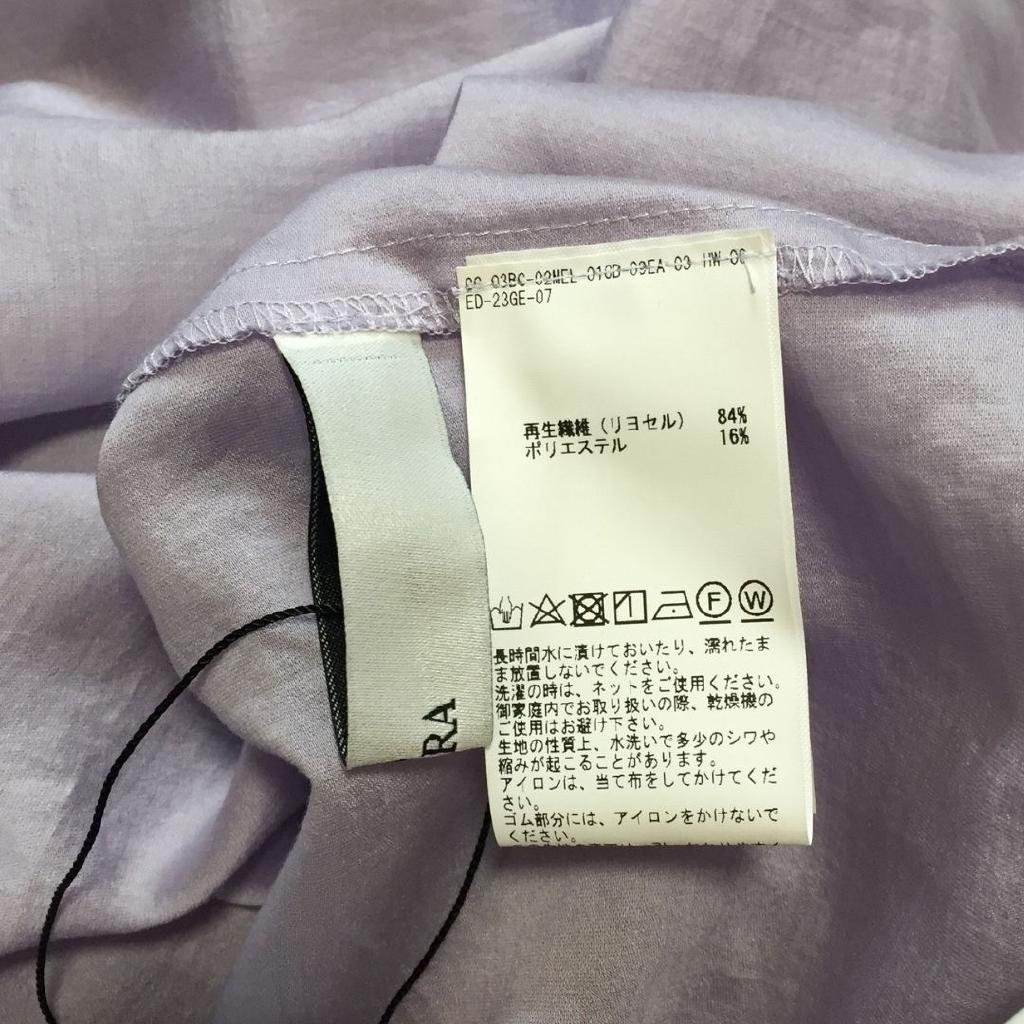 ED-23GE-07
再生繊維（リヨセル） 84%
ポリエステル 16%
F W
長時間水に漬けておいたり、濡れたま
ま放置しないでください。
洗濯の時は、ネットをご使用ください。
御家庭内でお取り扱いの際、乾燥機の
ご使用はお避け下さい。
生地の性質上、水洗いで多少のシワや
縮みが起こることがあります。
アイロンは、当て布をしてかけてくだ
さい。
ゴム部分には、アイロンをかけないで
ください。
RA